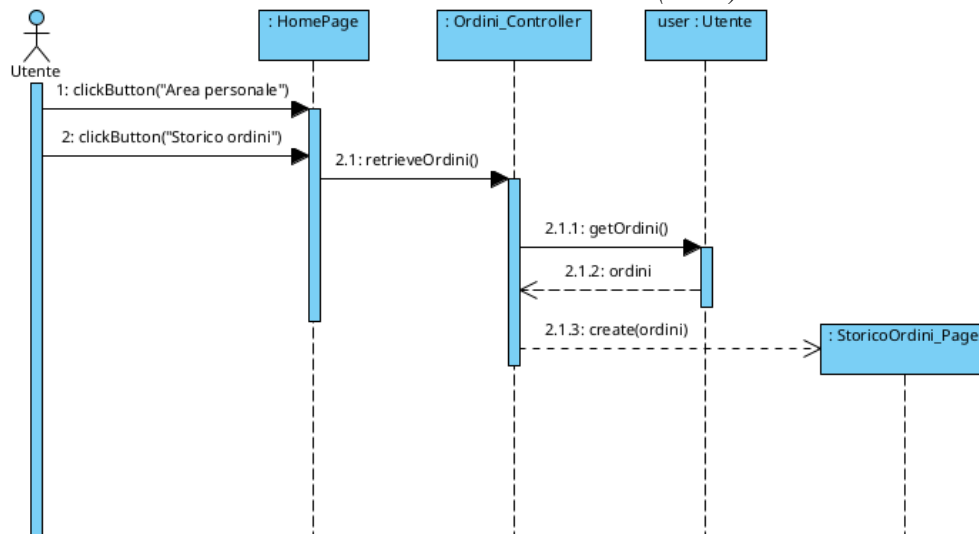 : HomePage
: Ordini_Controller
user : Utente
Utente
1: clickButton("Area personale")
2: clickButton("Storico ordini")
2.1: retrieveOrdini()
2.1.1: getOrdini()
2.1.2: ordini
2.1.3: create(ordini)
: StoricoOrdini_Page